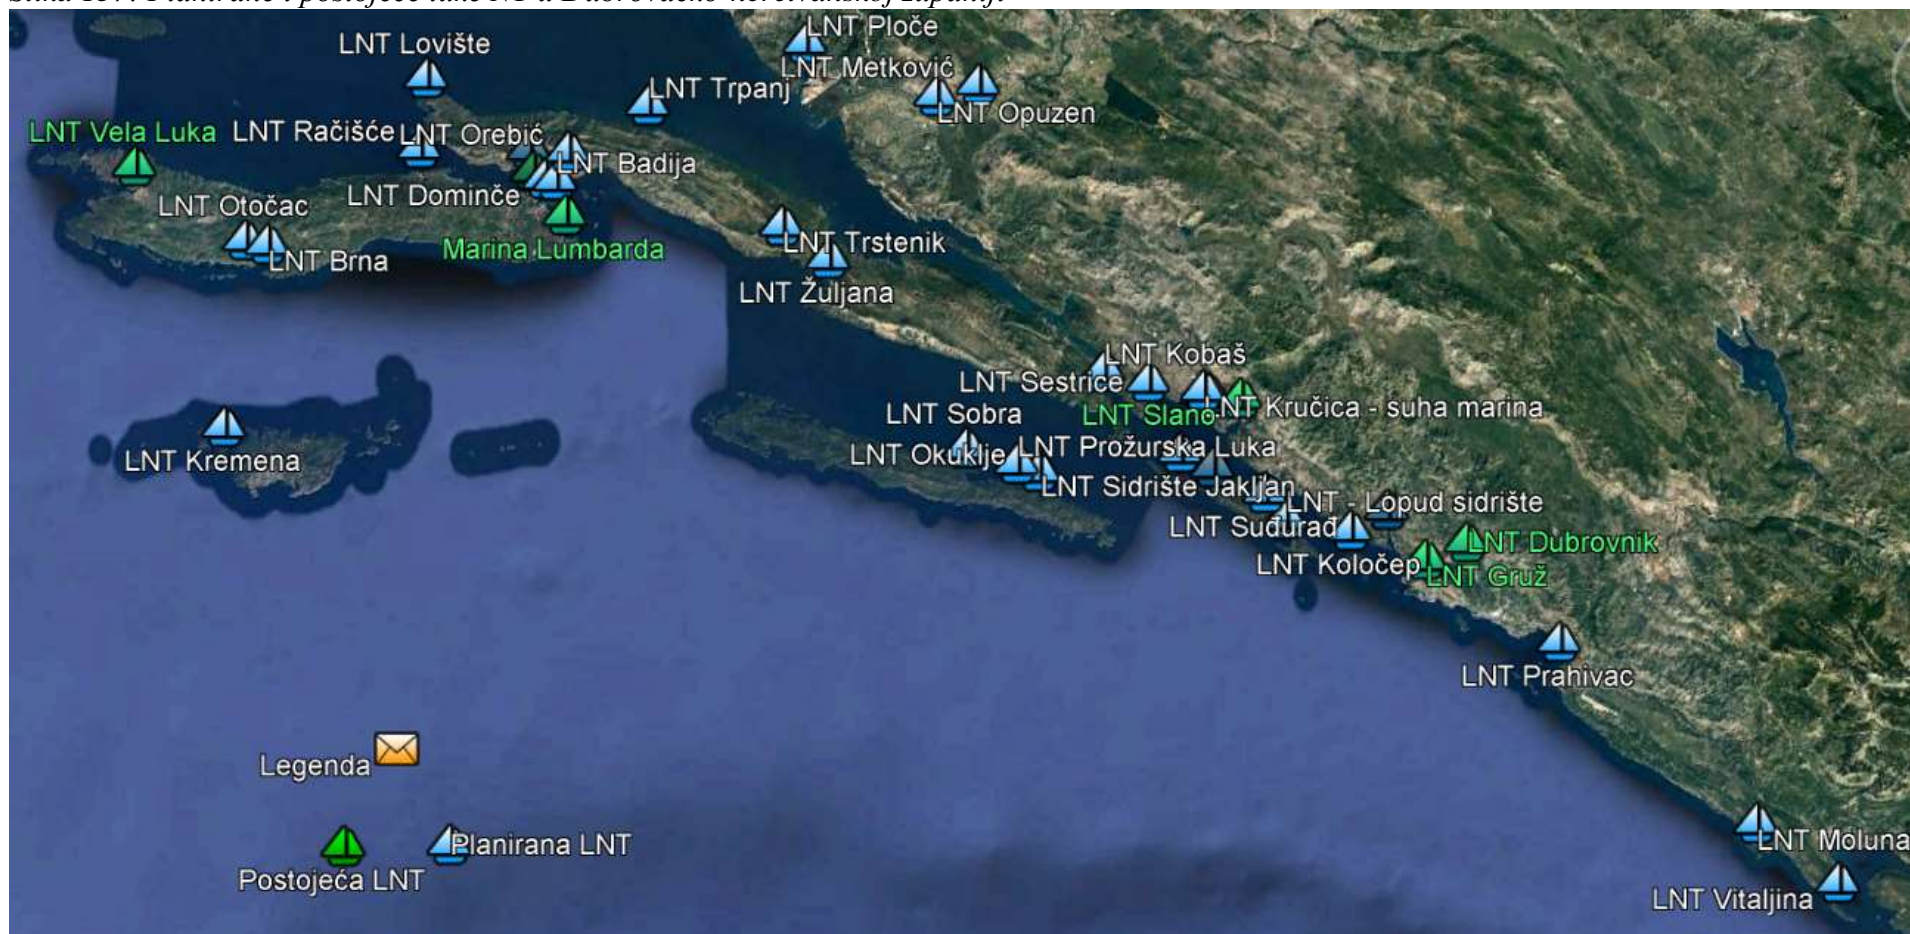 LNT Ploče
LNT Lovište
LNT Metković
LNT Trpanj
LNT Opuzen
LNT Vela Luka
LNT Račišće
LNT Orebić
LNT Badija
LNT Dominče
LNT Otočac
Marina Lumbarda
LNT Brna
LNT Trstenik
LNT Žuljana
LNT Kobaš
LNT Sestrice
LNT Sobra
LNT Slano
LNT Kručica - suha marina
LNT Kremena
LNT Okuklje
LNT Prožurska Luka
LNT Sidrište Jakljan
LNT - Lopud sidrište
LNT Suđurađ
LNT Dubrovnik
LNT Koločep
LNT Gruž
LNT Prahivac
Legenda
Planirana LNT
Postojeća LNT
LNT Moluna
LNT Vitaljina